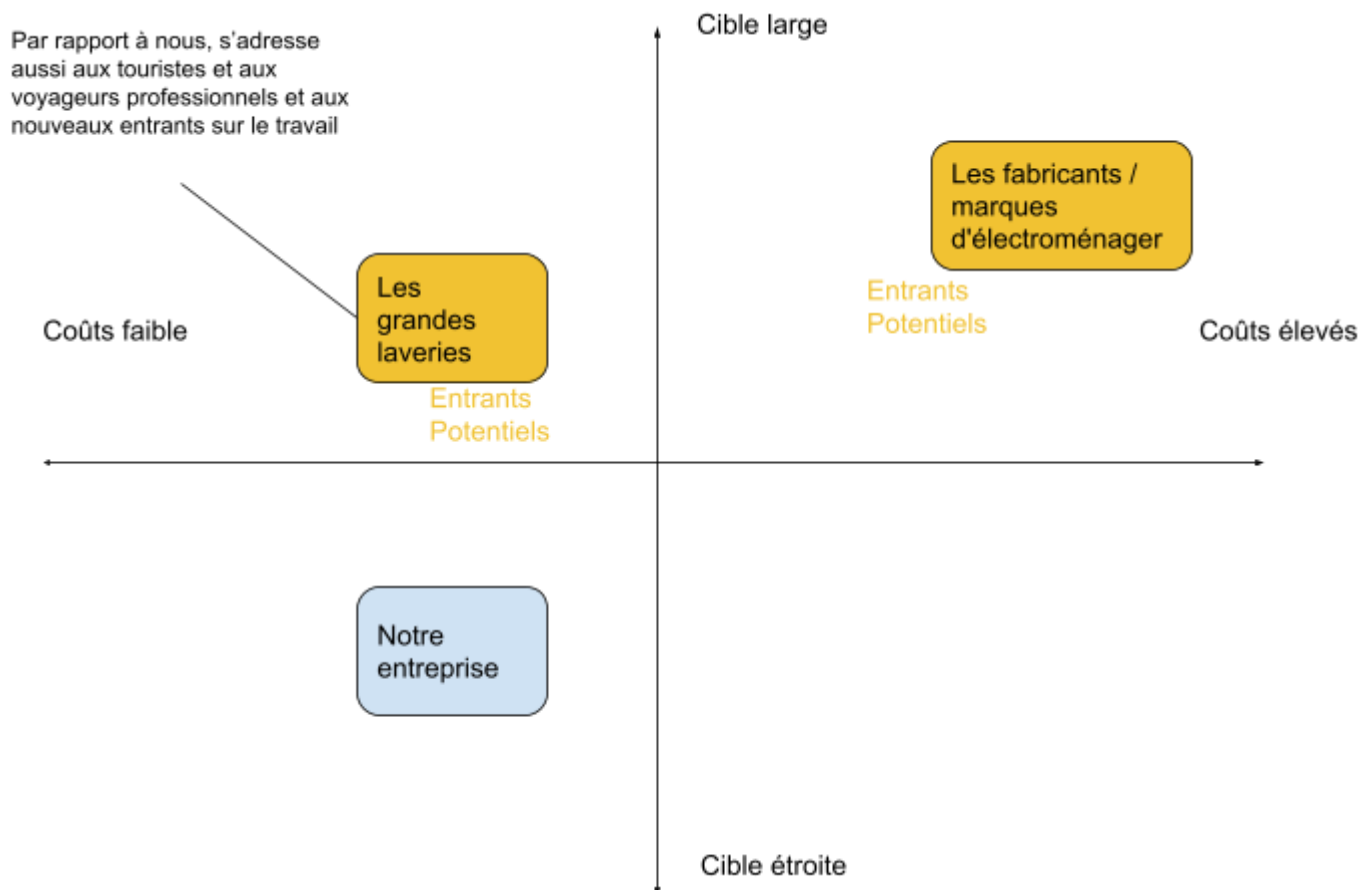 Cible large
Par rapport à nous, s'adresse
aussi aux touristes et aux
voyageurs professionnels et aux
nouveaux entrants sur le travail
Les fabricants /
marques
d'électroménager
Les
grandes
laveries
Entrants
Potentiels
Coûts faible
Coûts élevés
Entrants
Potentiels
Notre
entreprise
Cible étroite